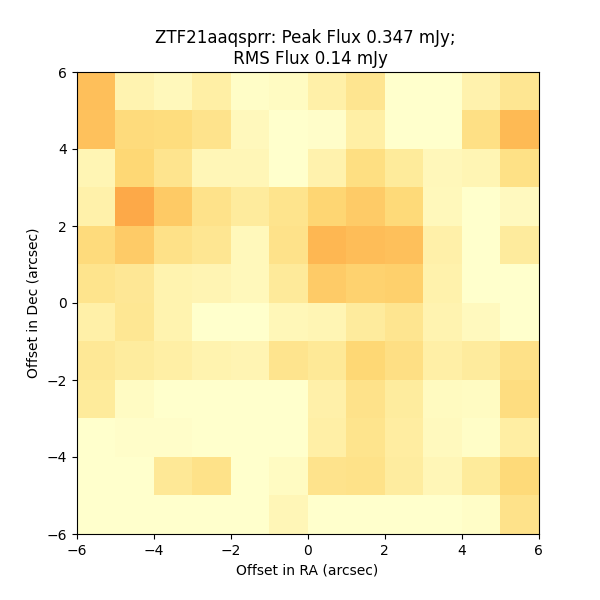 ZTF21aaqsprr: Peak Flux 0.347 mJy;
RMS Flux 0.14 mJy
6
4
2
0
−2
−4
−6
Offset in Dec (arcsec)
−6 −4 −2 0 2 4 6
Offset in RA (arcsec)